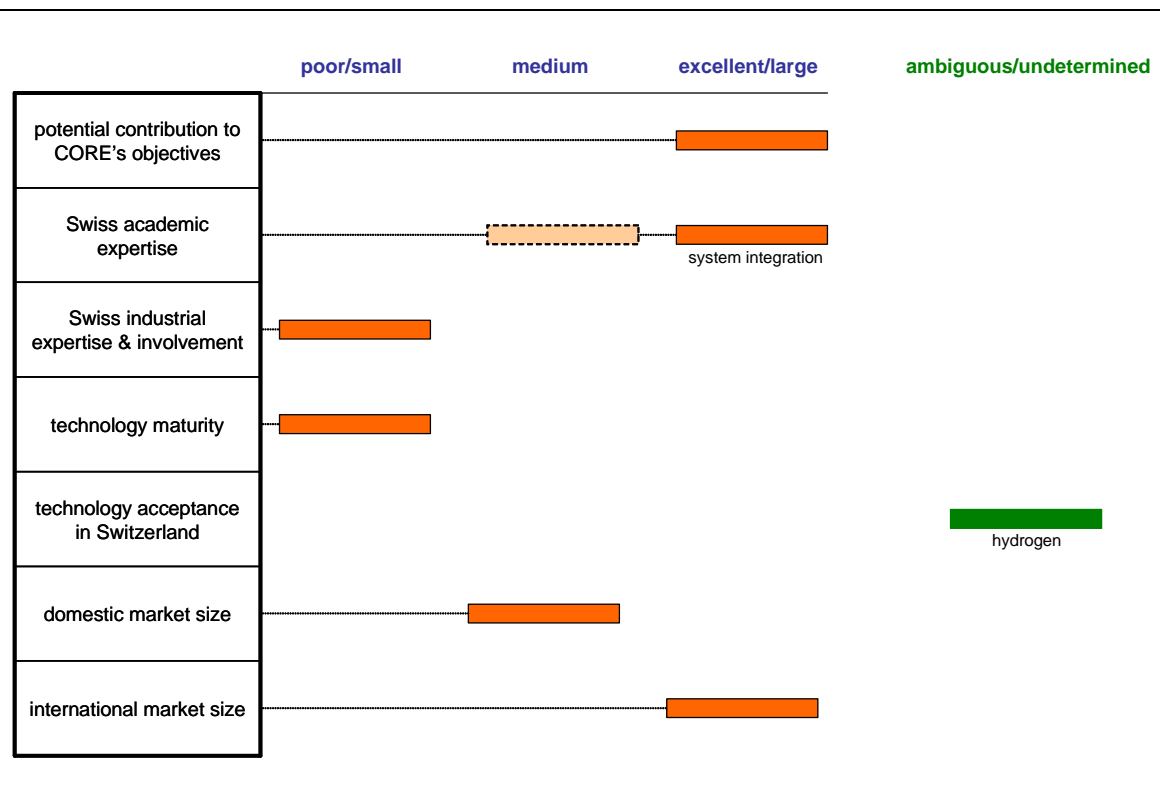 poor/small medium excellent/large ambiguous/undetermined
potential contribution to
CORE's objectives
Swiss academic
expertise
system integration
Swiss industrial
expertise & involvement
technology maturity
technology acceptance
in Switzerland
hydrogen
domestic market size
international market size